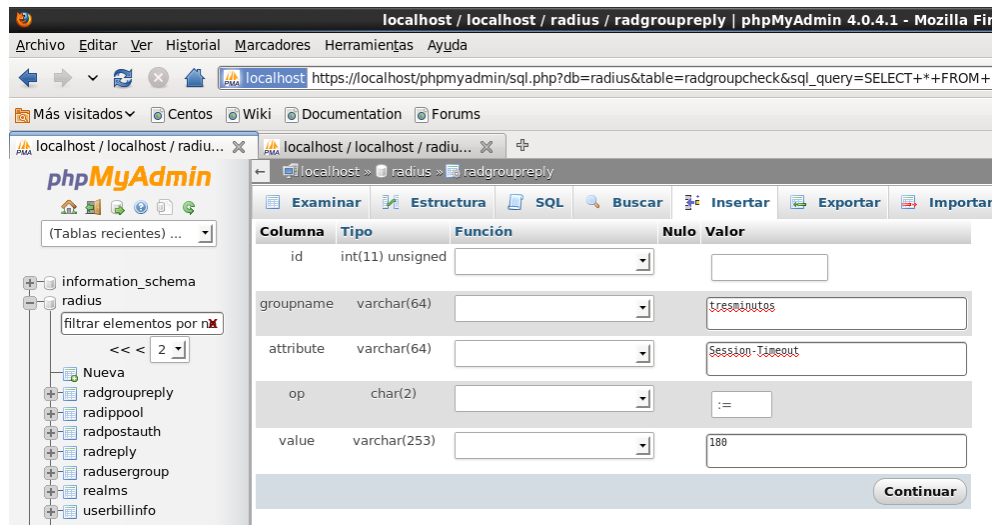 localhost / localhost / radius / radgroupreply | phpMyAdmin 4.0.4.1 - Mozilla Fir
Archivo Editar Ver Historial Marcadores Herramientas Ayuda
PMA localhost https://localhost/phpmyadmin/sql.php?db=radius&table=radgroupcheck&sql_query=SELECT+*+FROM+
Más visitados Centos Wiki Documentation Forums
PMA localhost / localhost / radiu... PMA localhost / localhost / radiu...
phpMyAdmin
(Tablas recientes) ...
information_schema
radius
filtrar elementos por
<< < 2
Nueva
radgroupreply
radippool
radpostauth
radreply
radusergroup
realms
userbillinfo
← localhost » radius » radgroupreply
Examinar Estructura SQL Buscar Insertar Exportar Importar
Columna Tipo Función Nulo Valor
id int(11) unsigned
groupname varchar(64) tresminutos
attribute varchar(64) Session-Timeout
op char(2) :=
value varchar(253) 180
Continuar